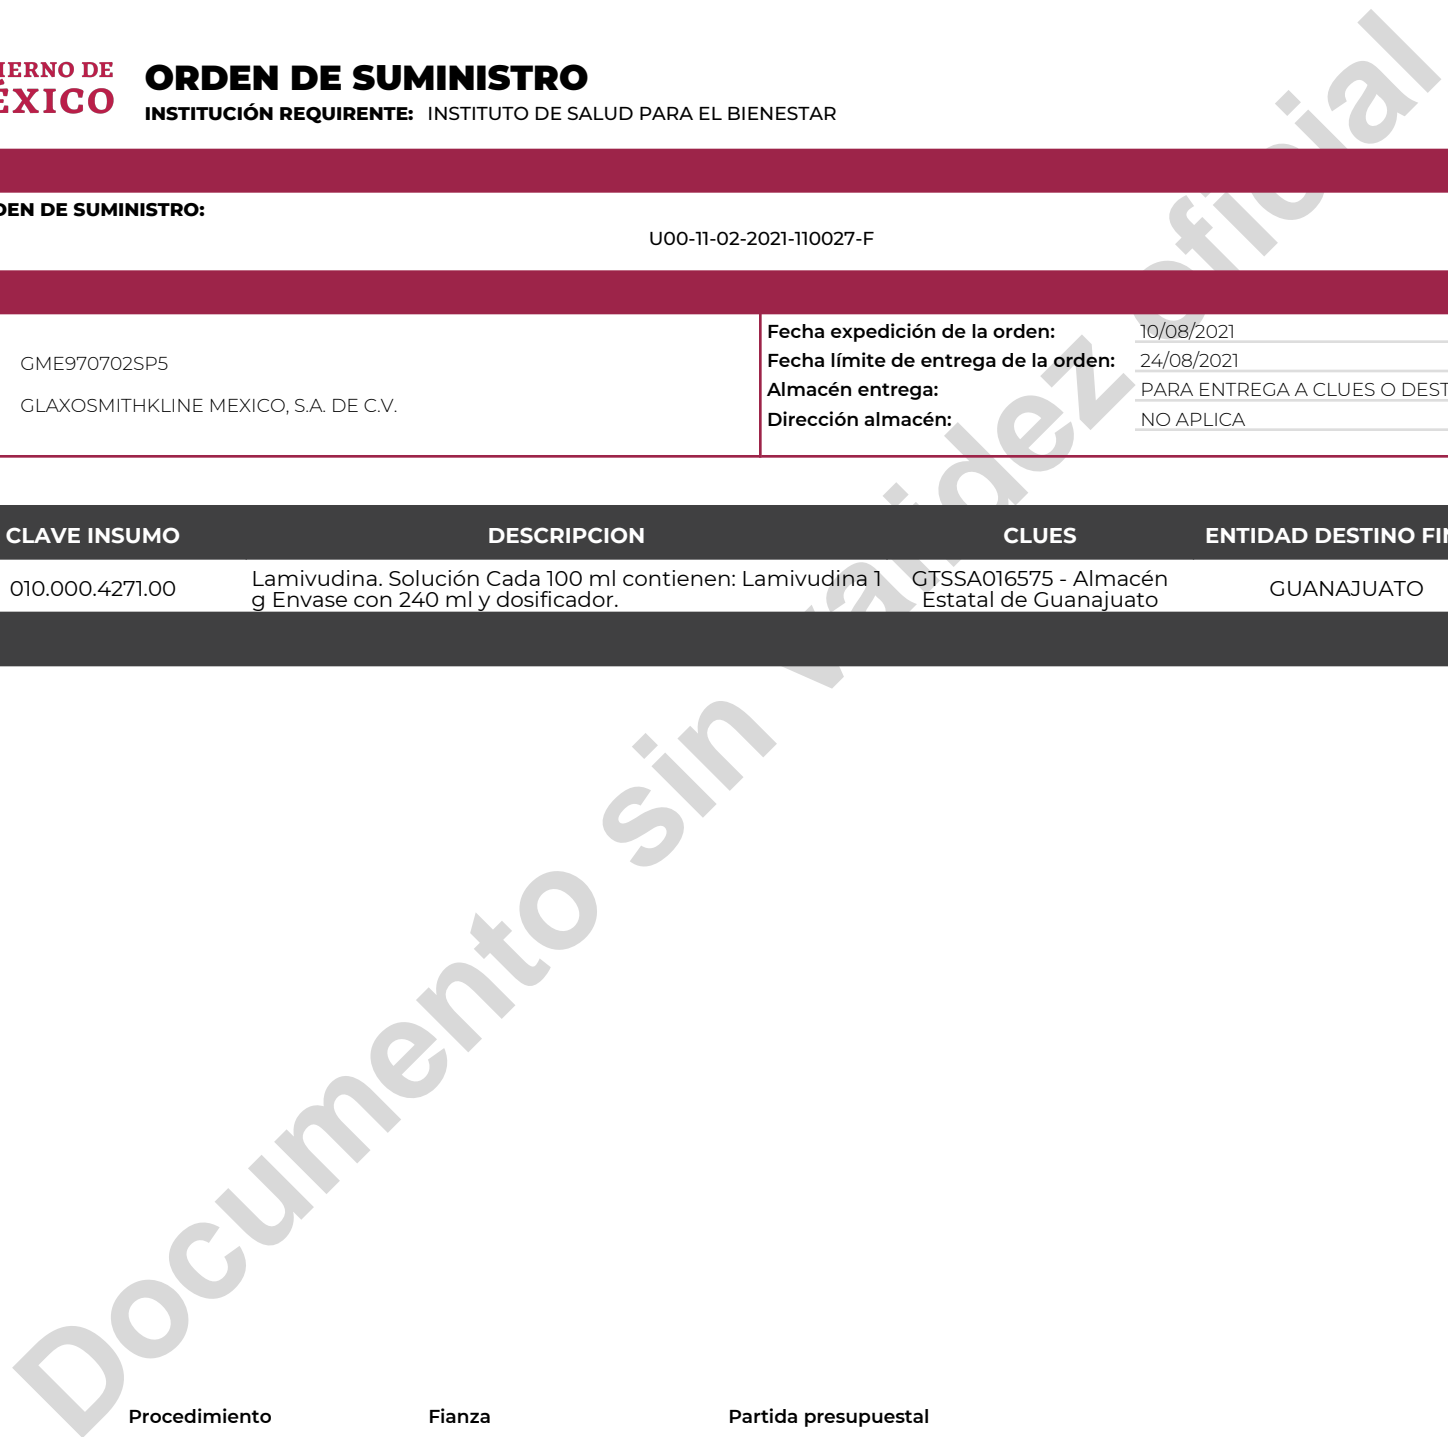 IERNO DE
ÉXICO
ORDEN DE SUMINISTRO
INSTITUCIÓN REQUIRENTE: INSTITUTO DE SALUD PARA EL BIENESTAR
DEN DE SUMINISTRO:
U00-11-02-2021-110027-F
GME970702SP5
GLAXOSMITHKLINE MEXICO, S.A. DE C.V.
Fecha expedición de la orden: 10/08/2021
Fecha límite de entrega de la orden: 24/08/2021
Almacén entrega: PARA ENTREGA A CLUES O DEST
Dirección almacén: NO APLICA
CLAVE INSUMO DESCRIPCION CLUES ENTIDAD DESTINO FIN
010.000.4271.00
Lamivudina. Solución Cada 100 ml contienen: Lamivudina 1
g Envase con 240 ml y dosificador.
GTSSA016575 - Almacén
Estatal de Guanajuato
GUANAJUATO
Documento sin validez oficial
Procedimiento Fianza Partida presupuestal